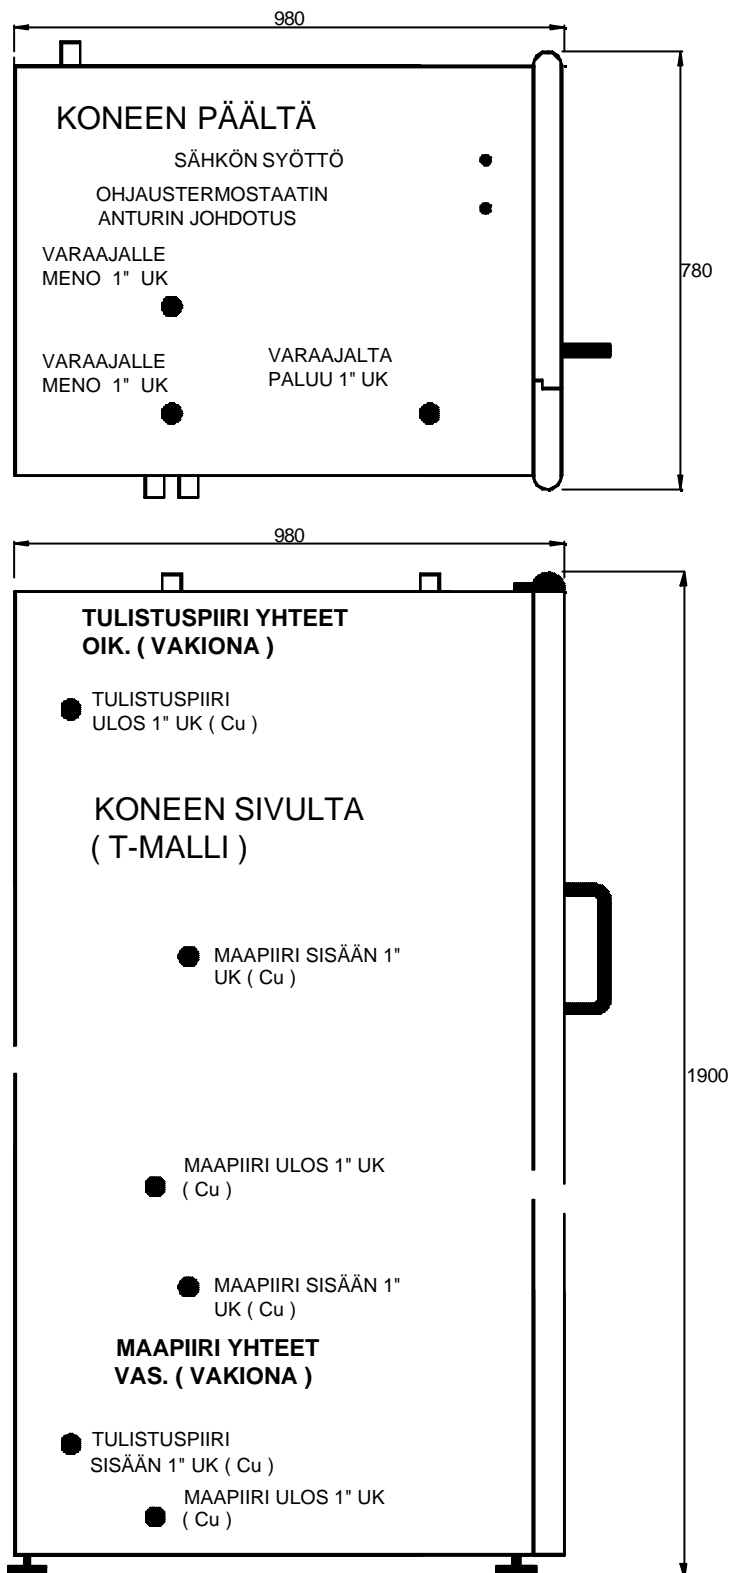 980
KONEEN PÄÄLTÄ
SÄHKÖN SYÖTTÖ
OHJAUSTERMOSTAATIN
ANTURIN JOHDOTUS
VARAAJALLE
MENO 1" UK
780
VARAAJALLE
MENO 1" UK
VARAAJALTA
PALUU 1" UK
980
TULISTUSPIIRI YHTEET
OIK. ( VAKIONA )
TULISTUSPIIRI
ULOS 1" UK ( Cu )
KONEEN SIVULTA
( T-MALLI )
MAAPIIRI SISÄÄN 1"
UK ( Cu )
1900
MAAPIIRI ULOS 1" UK
( Cu )
MAAPIIRI SISÄÄN 1"
UK ( Cu )
MAAPIIRI YHTEET
VAS. ( VAKIONA )
TULISTUSPIIRI
SISÄÄN 1" UK ( Cu )
MAAPIIRI ULOS 1" UK
( Cu )